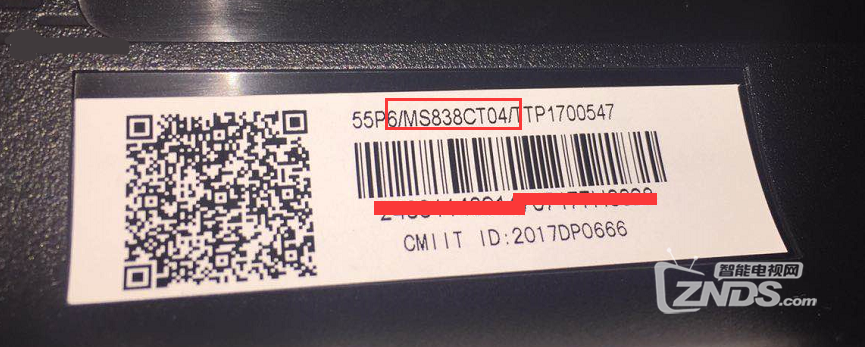 55P6/MS838CT04/TTP1700547
CMIIT ID:2017DP0666
智能电视网
ZNDS.com